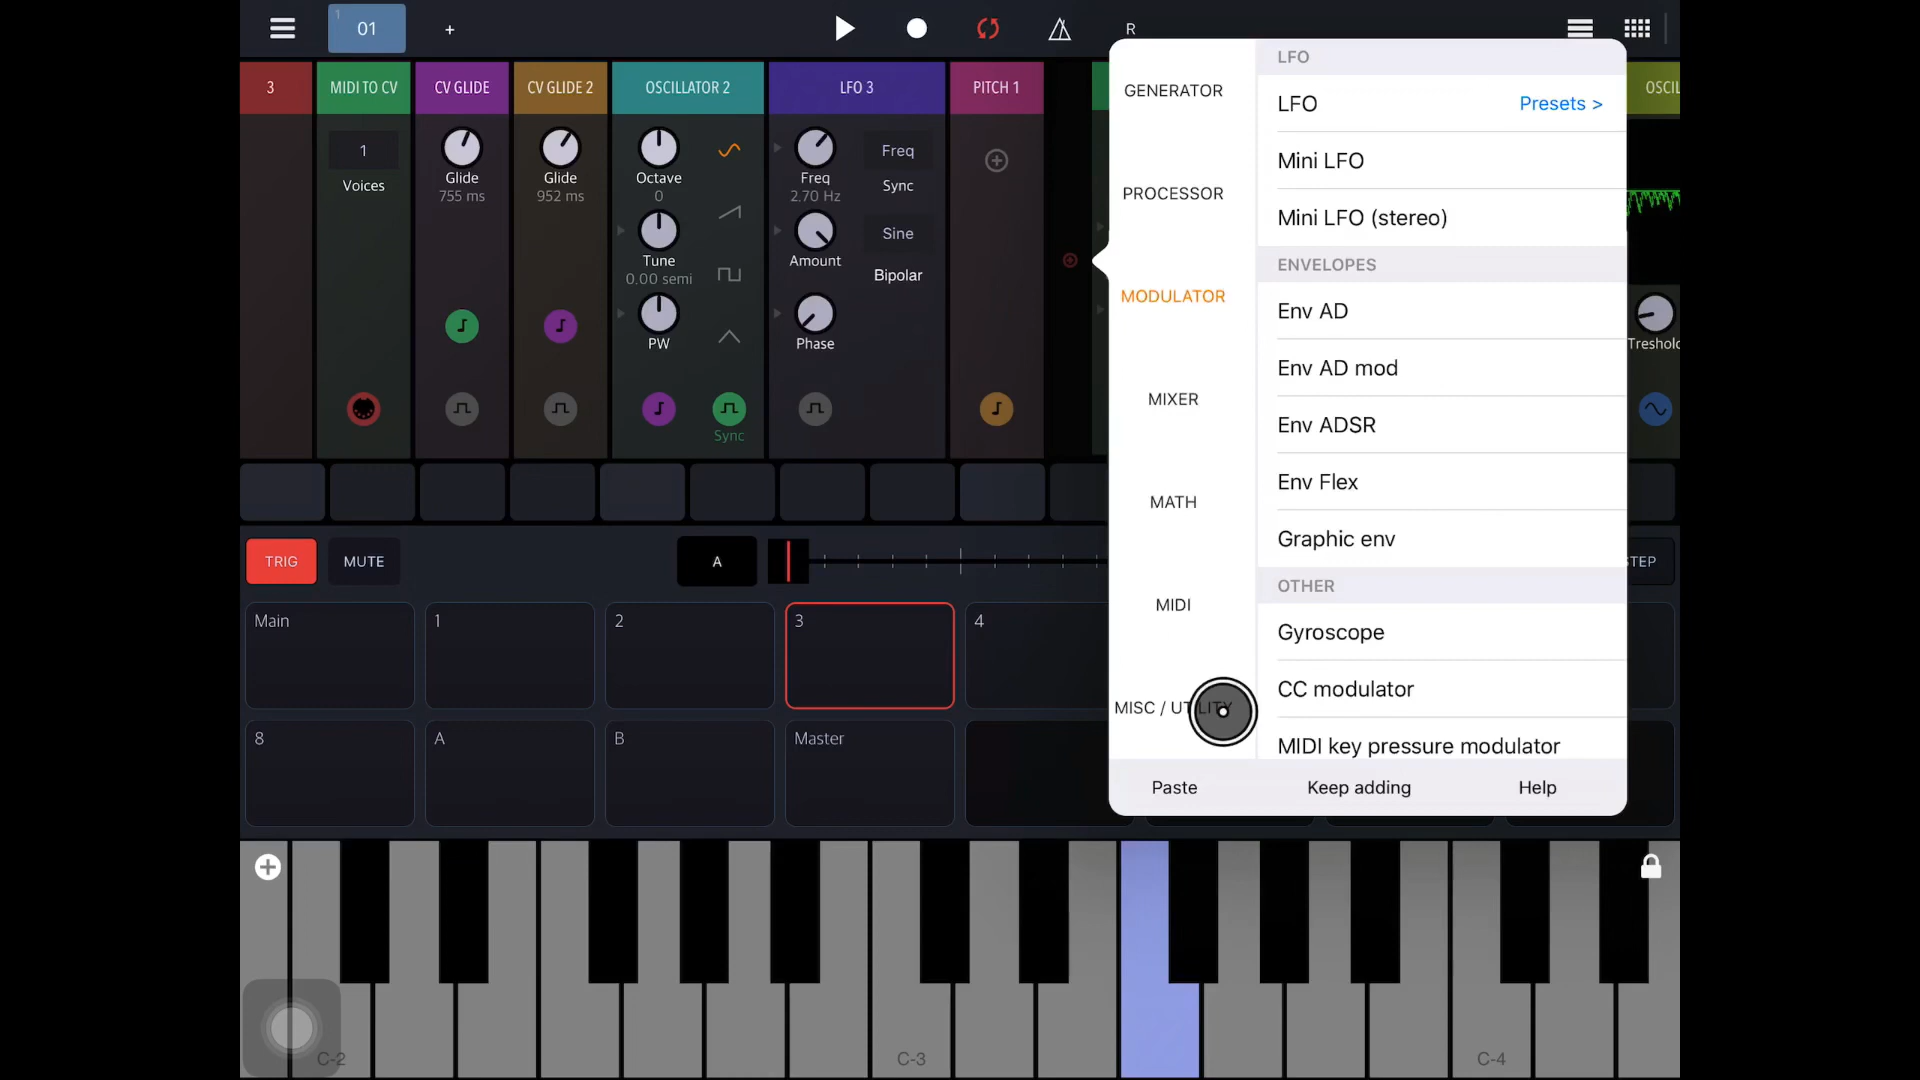 1
01
+
R
3
MIDI TO CV
CV GLIDE
CV GLIDE 2
OSCILLATOR 2
LFO 3
PITCH 1
OSCIL
1
Voices
Glide
755 ms
Glide
952 ms
Octave
0
Tune
0.00 semi
PW
Sync
Freq
2.70 Hz
Amount
Phase
Freq
Sync
Sine
Bipolar
Treshold
GENERATOR
PROCESSOR
MODULATOR
MIXER
MATH
MIDI
MISC / UTILITY
LFO
LFO
Presets >
Mini LFO
Mini LFO (stereo)
ENVELOPES
Env AD
Env AD mod
Env ADSR
Env Flex
Graphic env
OTHER
Gyroscope
CC modulator
MIDI key pressure modulator
Paste
Keep adding
Help
TRIG
MUTE
A
STEP
Main
1
2
3
4
8
A
B
Master
C-2
C-3
C-4